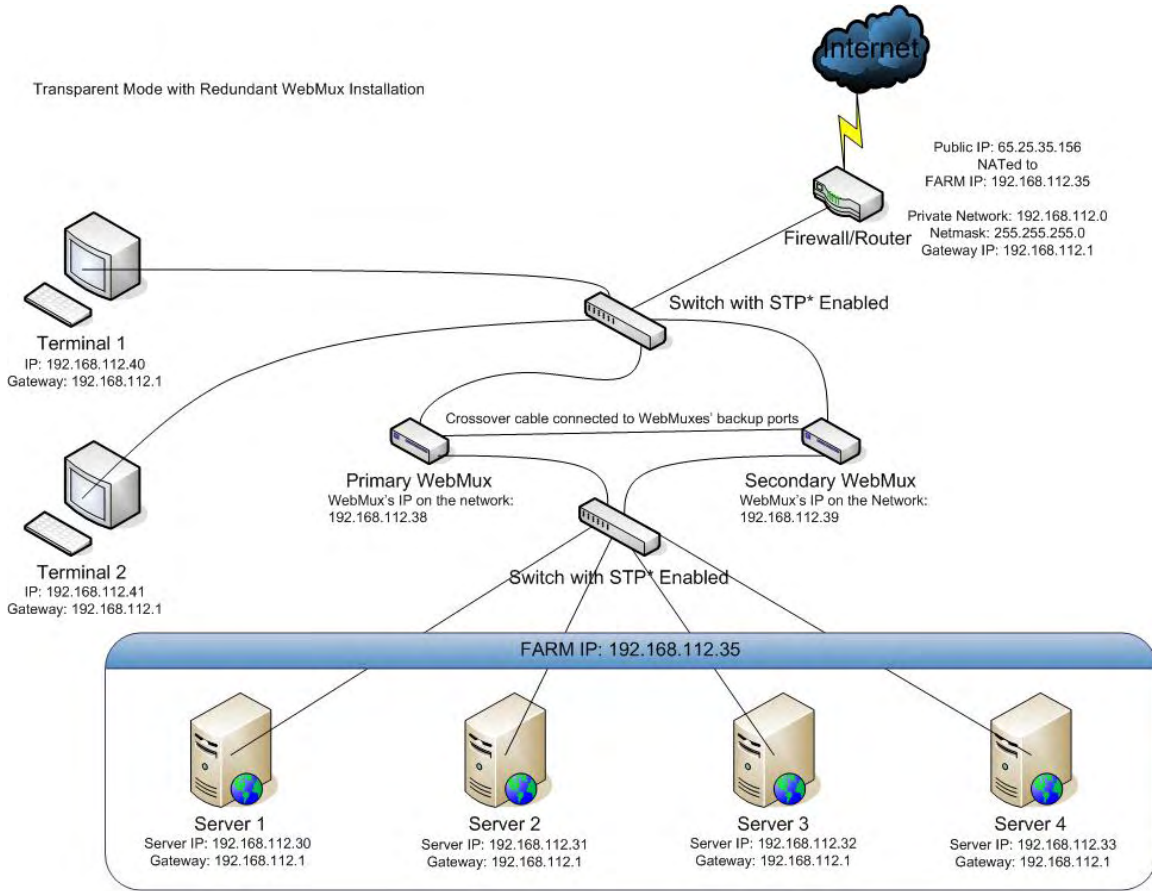 Internet
Transparent Mode with Redundant WebMux Installation
Public IP: 65.25.35.156
NATed to
FARM IP: 192.168.112.35
Private Network: 192.168.112.0
Netmask: 255.255.255.0
Gateway IP: 192.168.112.1
Firewall/Router
Switch with STP* Enabled
Terminal 1
IP: 192.168.112.40
Gateway: 192.168.112.1
Crossover cable connected to WebMuxes' backup ports
Primary WebMux
WebMux's IP on the network:
192.168.112.38
Secondary WebMux
WebMux's IP on the Network:
192.168.112.39
Terminal 2
IP: 192.168.112.41
Gateway: 192.168.112.1
Switch with STP* Enabled
FARM IP: 192.168.112.35
Server 1
Server IP: 192.168.112.30
Gateway: 192.168.112.1
Server 2
Server IP: 192.168.112.31
Gateway: 192.168.112.1
Server 3
Server IP: 192.168.112.32
Gateway: 192.168.112.1
Server 4
Server IP: 192.168.112.33
Gateway: 192.168.112.1